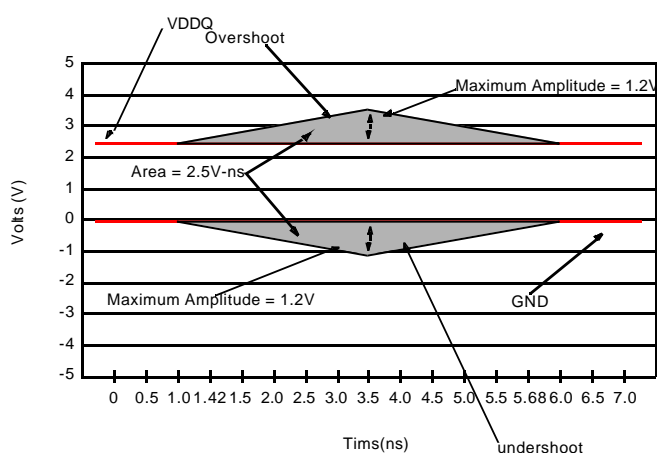 VDDQ
Overshoot
5
4
Maximum Amplitude = 1.2V
3
2
Area = 2.5V-ns
1
Volts (V)
0
-1
-2
Maximum Amplitude = 1.2V
GND
-3
-4
-5
0 0.5 1.0 1.42 1.5 2.0 2.5 3.0 3.5 4.0 4.5 5.0 5.5 5.68 6.0 6.5 7.0
Tims(ns)
undershoot